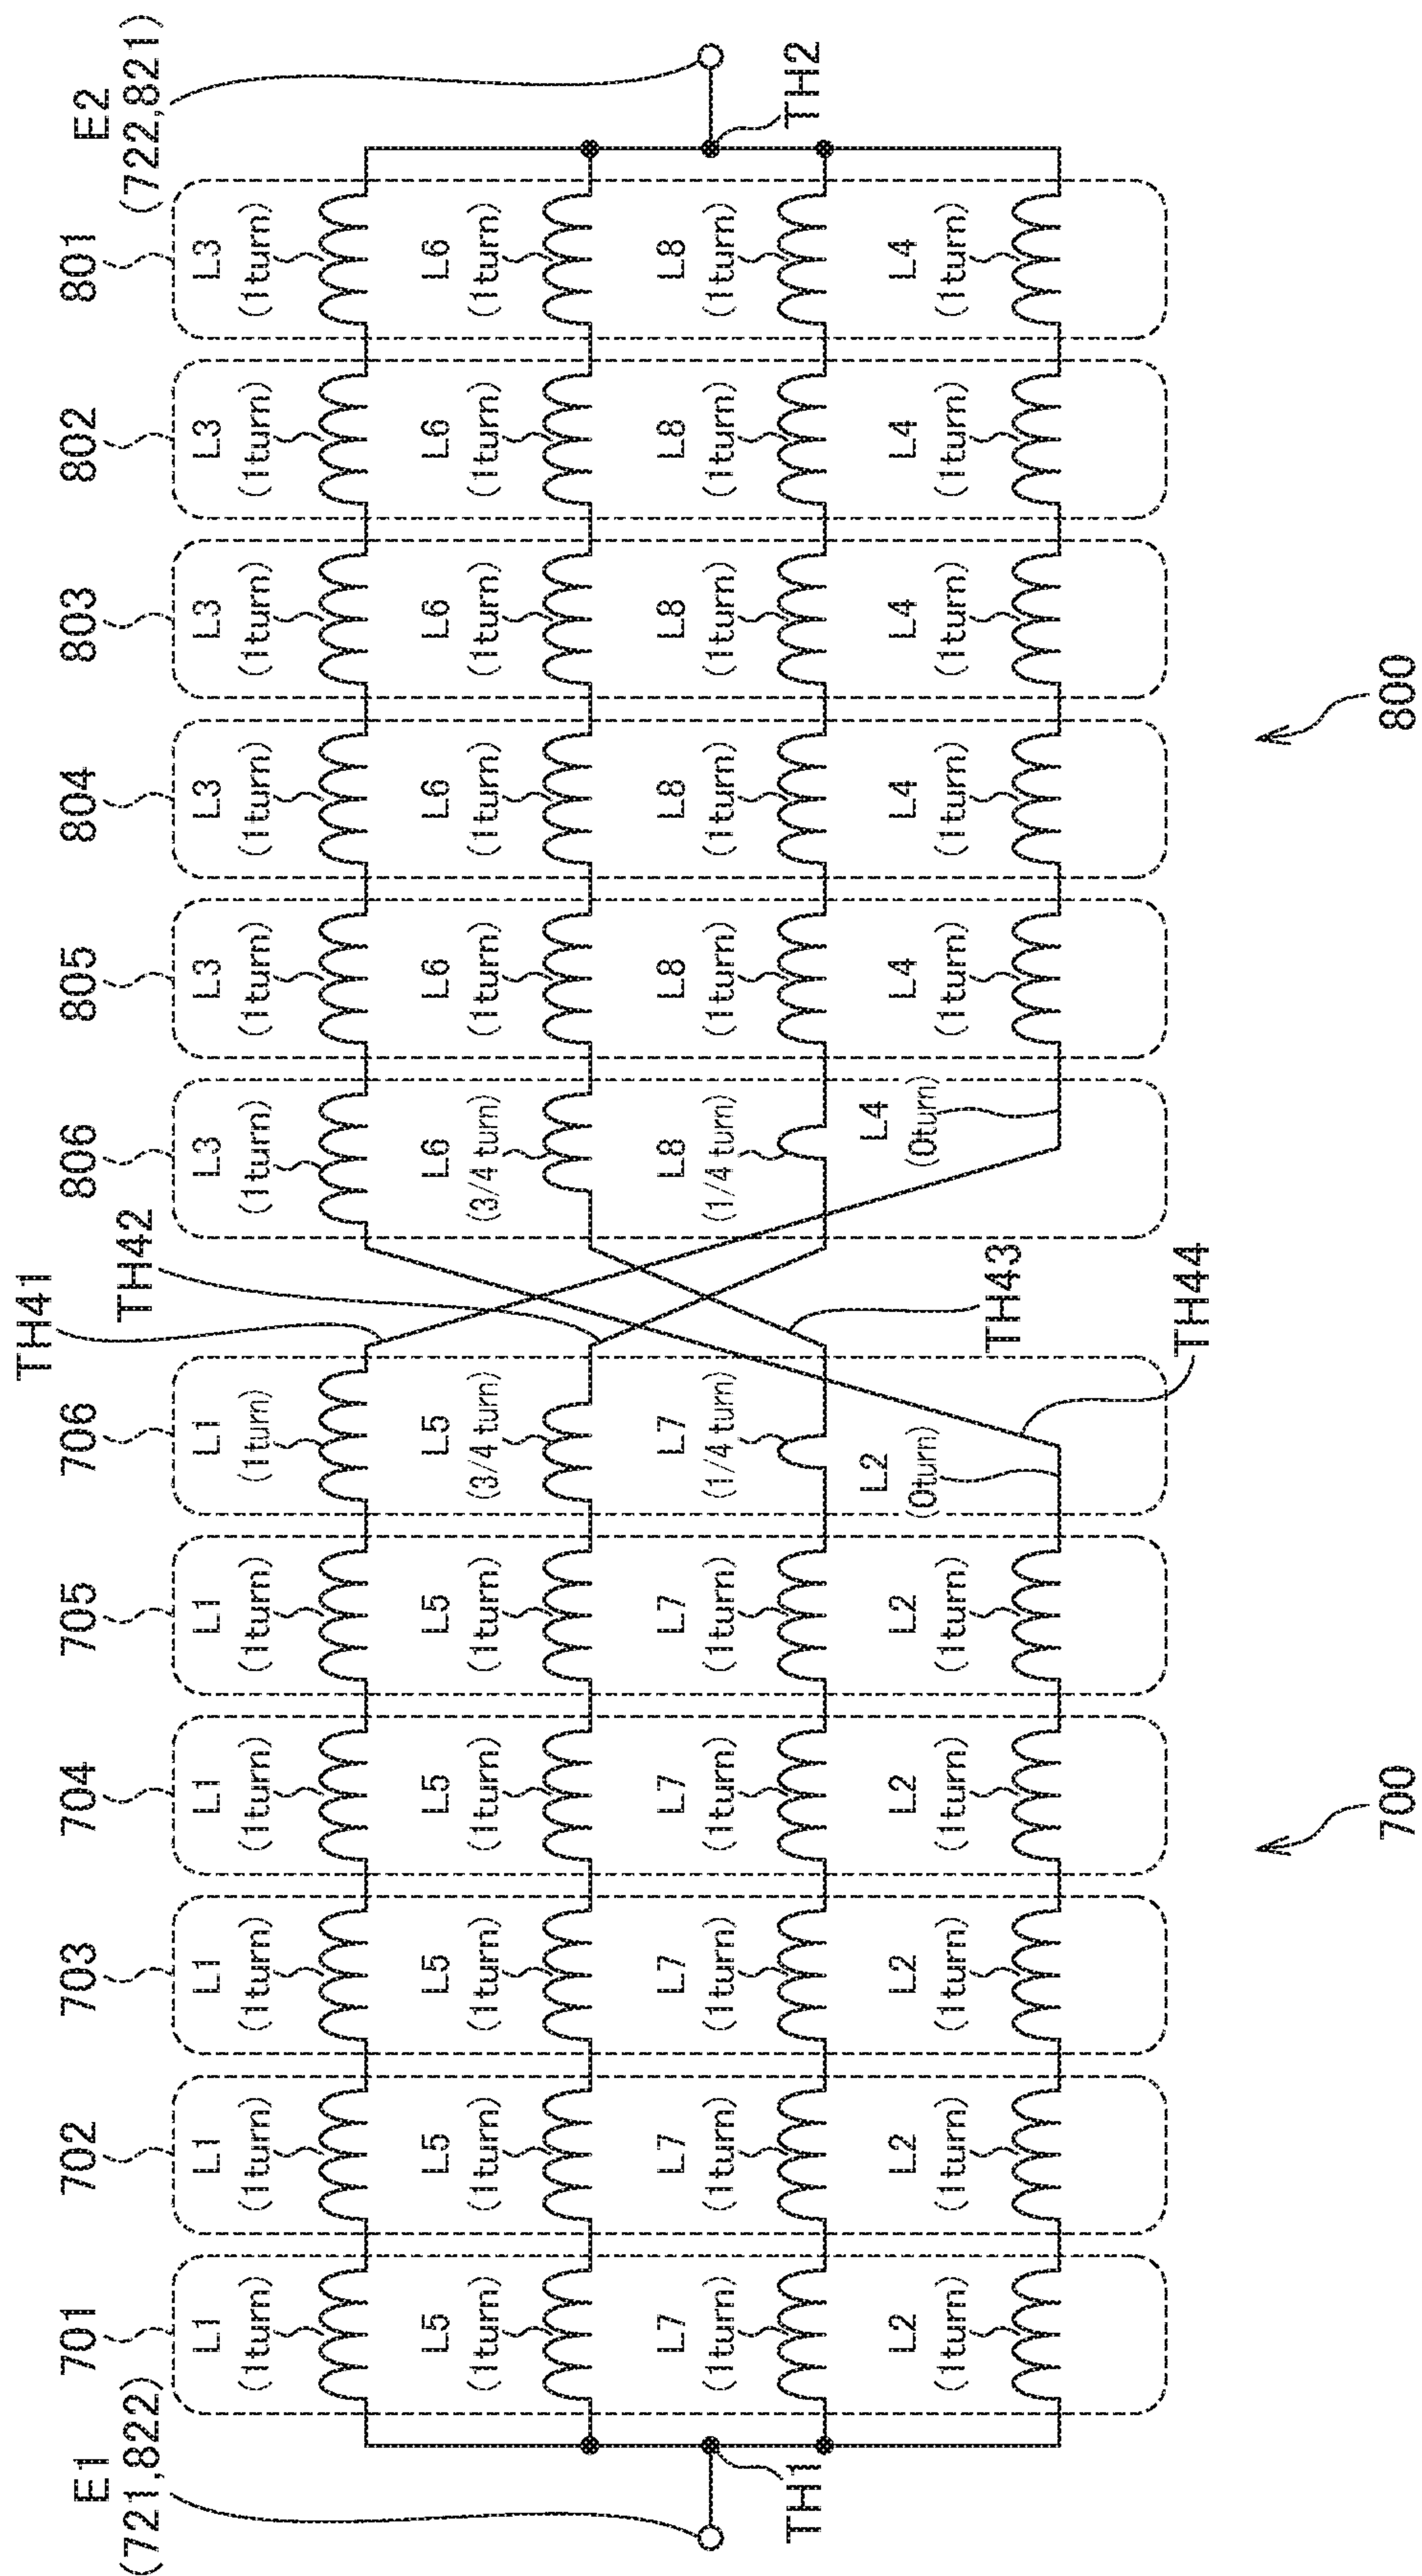 E1
(721,822)
701
702
703
704
705
706
TH41
TH42
806
805
804
803
802
801
E2
(722,821)
L1
(1turn)
L1
(1turn)
L1
(1turn)
L1
(1turn)
L1
(1turn)
L1
(1turn)
L3
(1turn)
L3
(1turn)
L3
(1turn)
L3
(1turn)
L3
(1turn)
L3
(1turn)
L5
(1turn)
L5
(1turn)
L5
(1turn)
L5
(1turn)
L5
(1turn)
L5
(3/4 turn)
L6
(3/4 turn)
L6
(1turn)
L6
(1turn)
L6
(1turn)
L6
(1turn)
L6
(1turn)
L7
(1turn)
L7
(1turn)
L7
(1turn)
L7
(1turn)
L7
(1turn)
L7
(1/4 turn)
L8
(1/4 turn)
L8
(1turn)
L8
(1turn)
L8
(1turn)
L8
(1turn)
L8
(1turn)
TH1
TH2
L2
(1turn)
L2
(1turn)
L2
(1turn)
L2
(1turn)
L2
(1turn)
L2
(0turn)
L4
(0turn)
L4
(1turn)
L4
(1turn)
L4
(1turn)
L4
(1turn)
L4
(1turn)
TH43
TH44
700
800